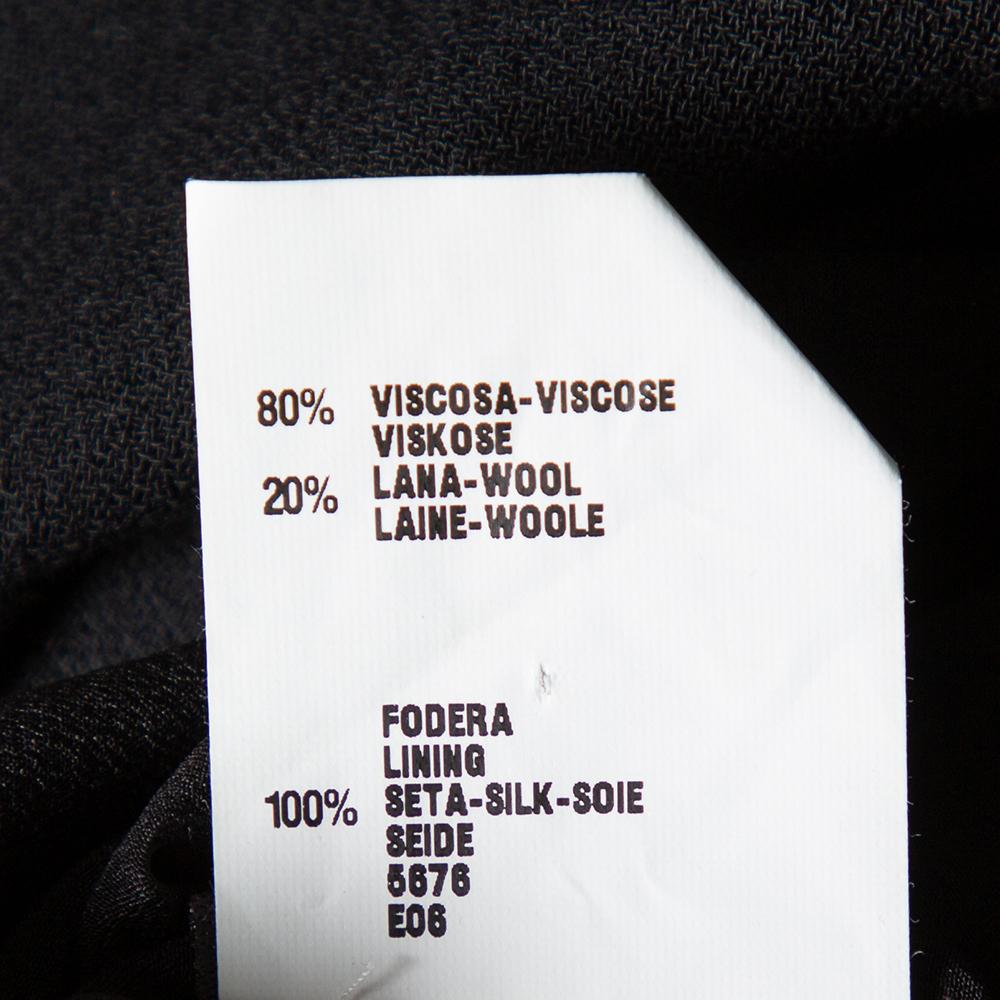 80% VISCOSA-VISCOSE
VISKOSE
20% LANA-WOOL
LAINE-WOOLE
FODERA
LINING
100% SETA-SILK-SOIE
SEIDE
5676
E06